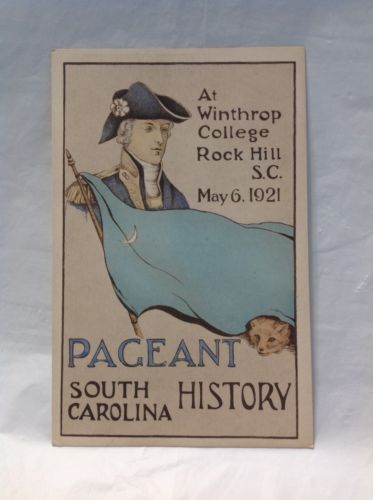 At
Winthrop
College
Rock Hill
S.C.
May 6, 1921
PAGEANT
SOUTH
CAROLINA
HISTORY